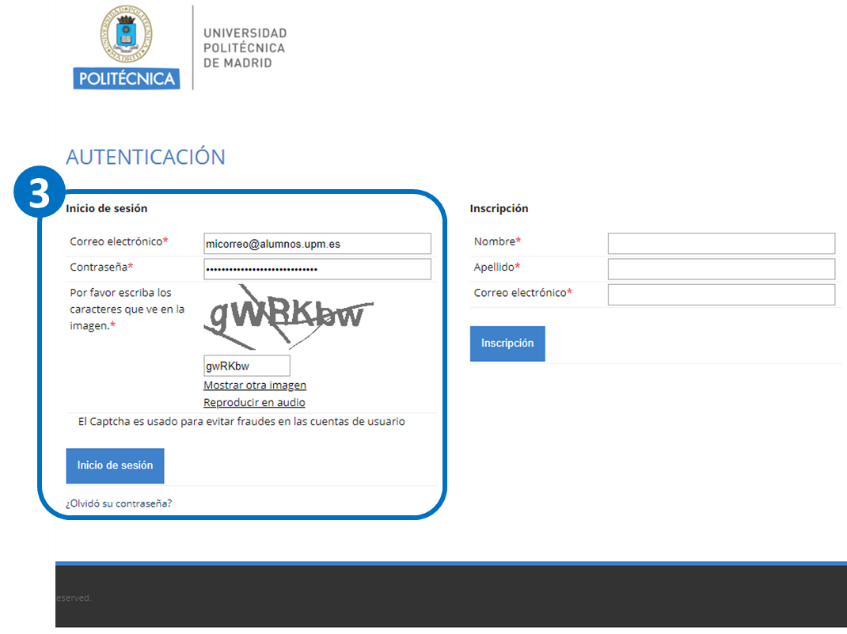 POLITÉCNICA
UNIVERSIDAD
POLITÉCNICA
DE MADRID
AUTENTICACIÓN
3
Inicio de sesión
Correo electrónico*
micorreo@alumnos.upm.es
Contraseña*
••••••••••••••••••••••••••••
Por favor escriba los
caracteres que ve en la
imagen.*
gWRKbw
gwRKbw
Mostrar otra imagen
Reproducir en audio
El Captcha es usado para evitar fraudes en las cuentas de usuario
Inicio de sesión
¿Olvidó su contraseña?
Inscripción
Nombre*
Apellido*
Correo electrónico*
Inscripción
eserved.